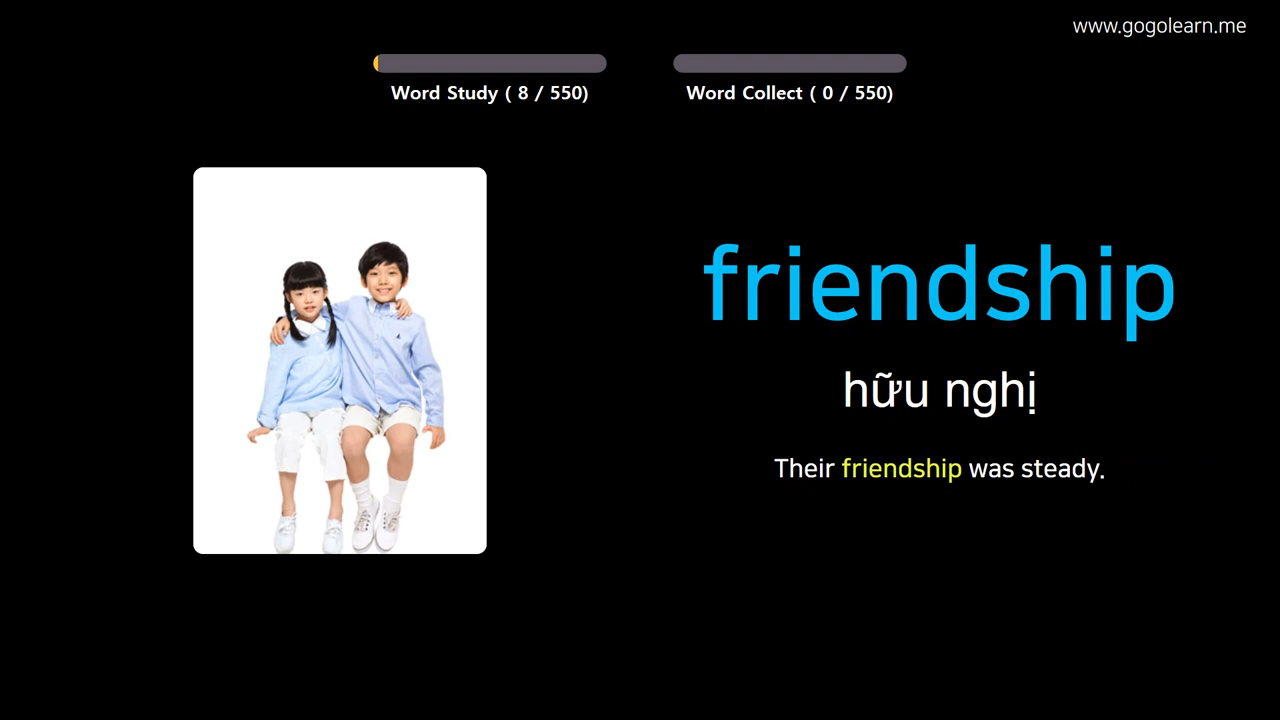 www.gogolearn.me
Word Study ( 8 / 550)
Word Collect ( 0 / 550)
friendship
hữu nghị
Their friendship was steady.